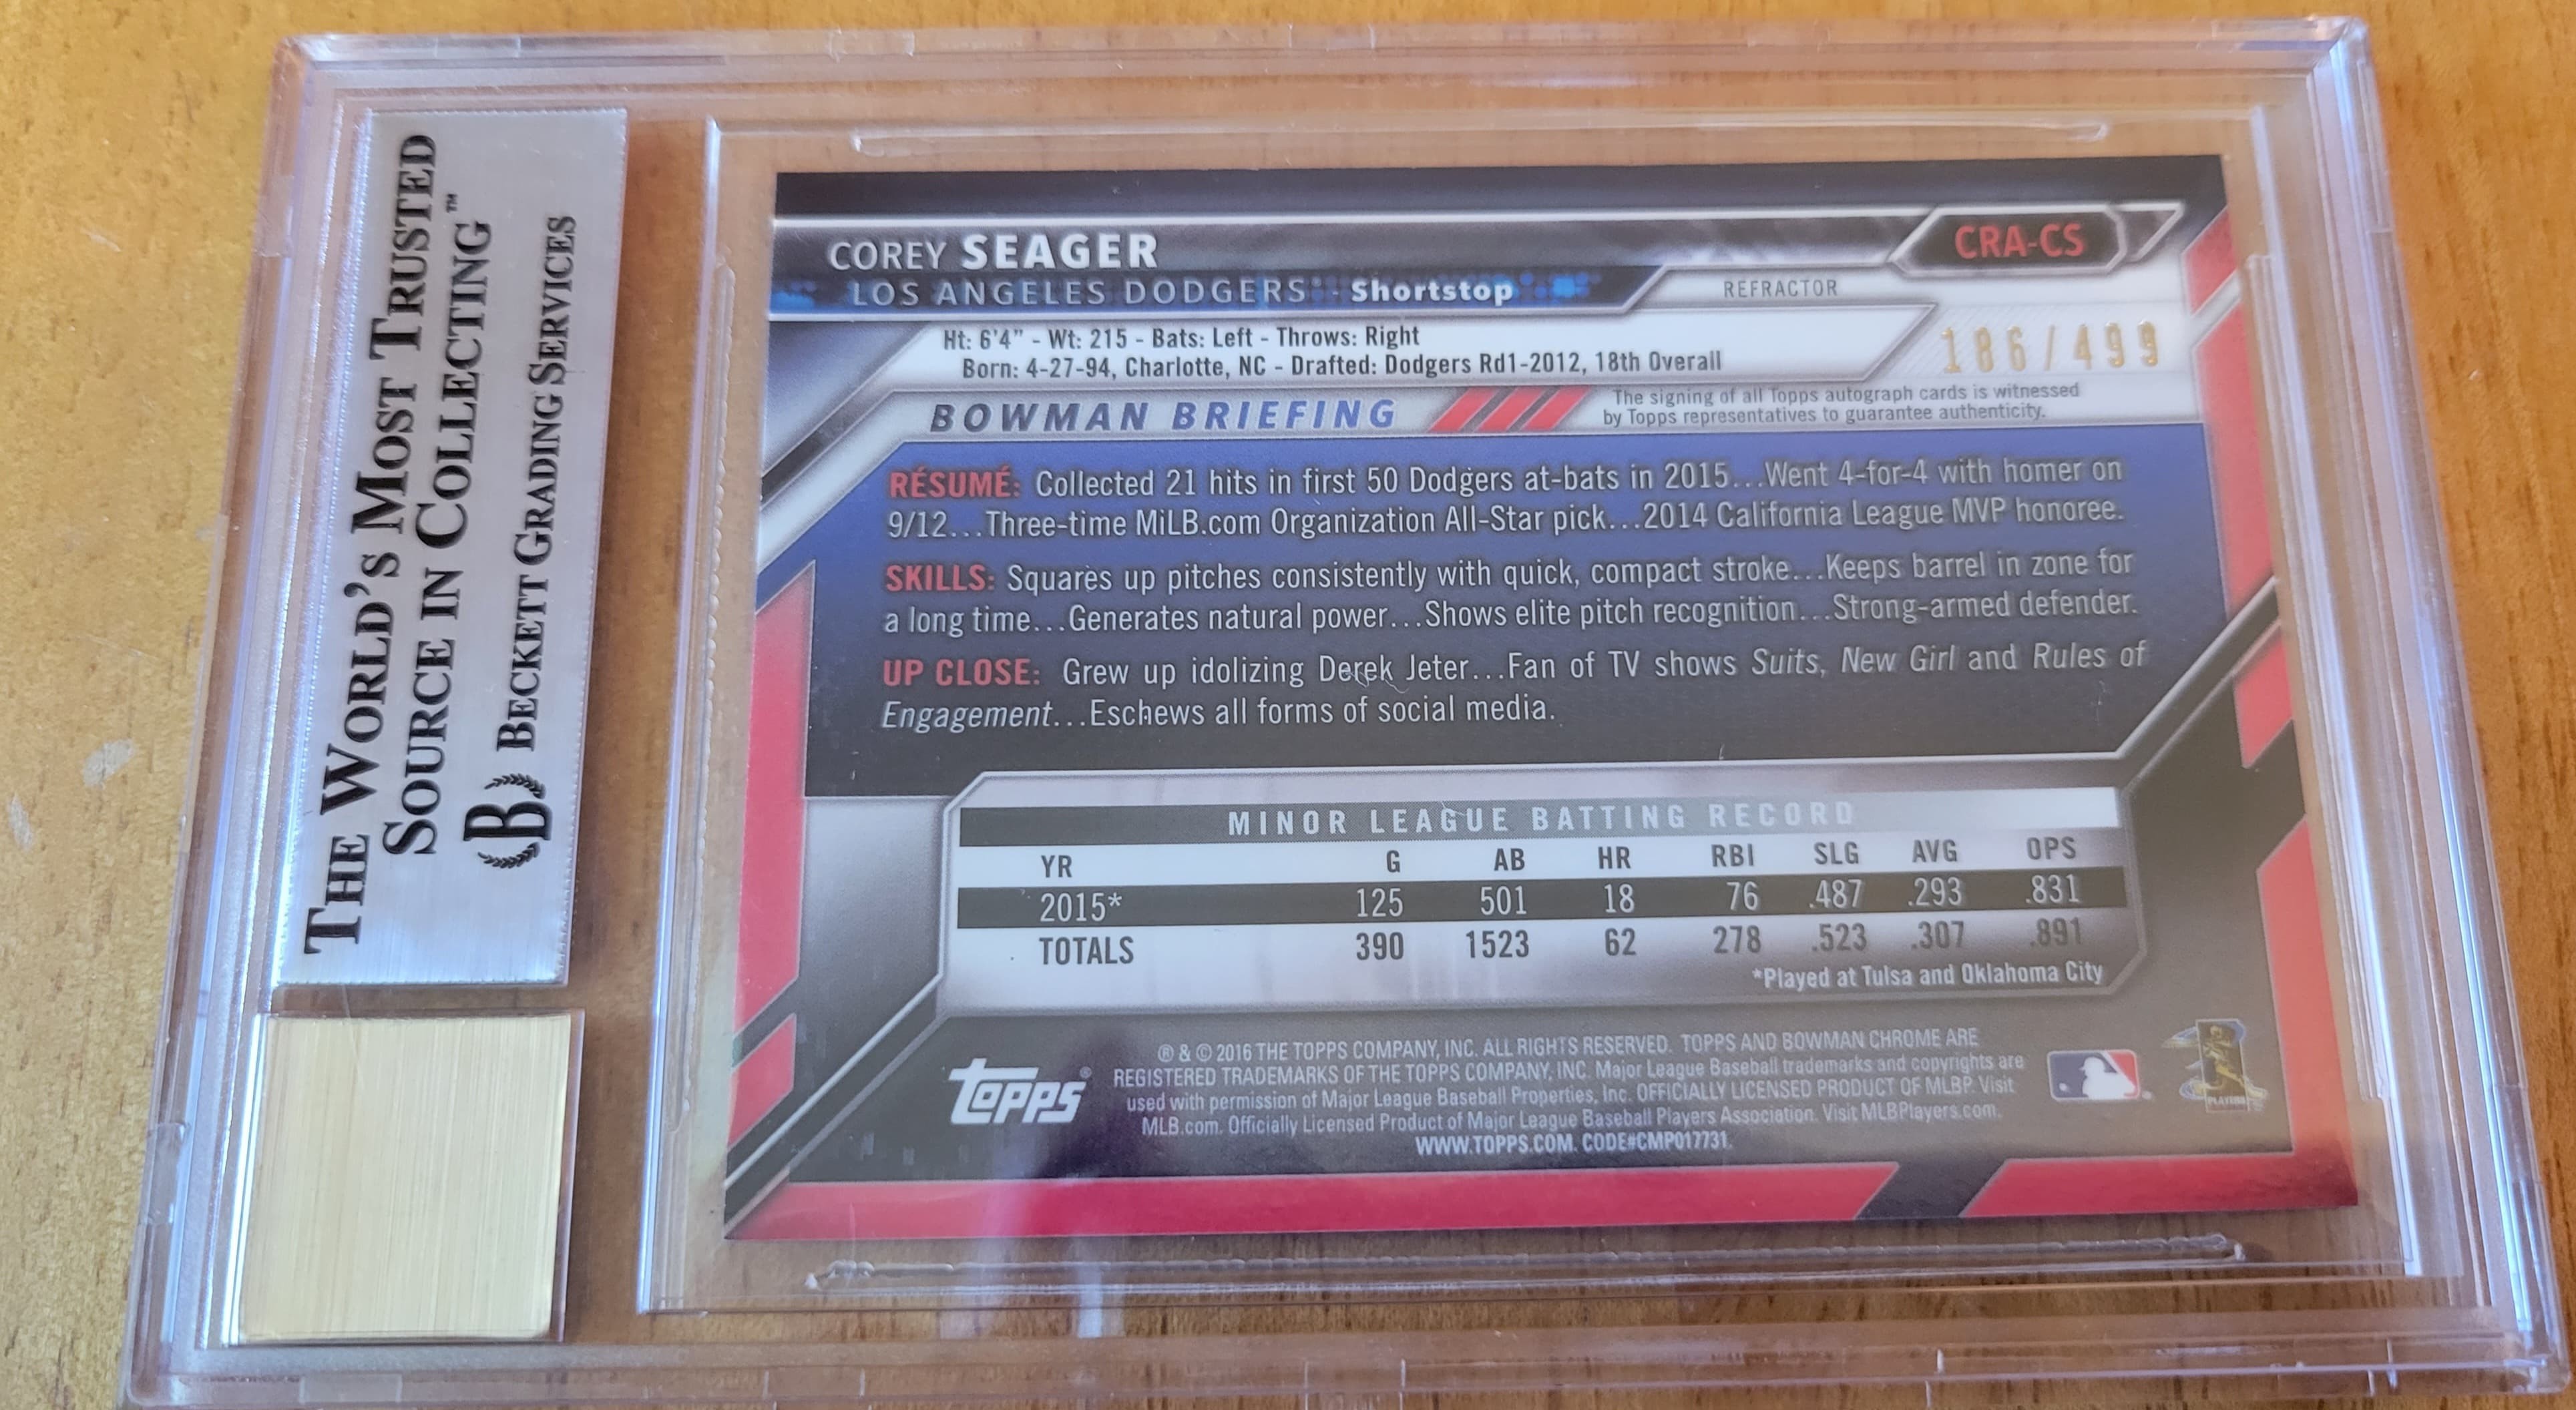 THE WORLD'S MOST TRUSTED
SOURCE IN COLLECTING™
B BECKETT GRADING SERVICES
COREY SEAGER
CRA-CS
LOS ANGELES DODGERS - Shortstop
REFRACTOR
Ht: 6'4" - Wt: 215 - Bats: Left - Throws: Right
186/499
Born: 4-27-94, Charlotte, NC - Drafted: Dodgers Rd1-2012, 18th Overall
BOWMAN BRIEFING
The signing of all Topps autograph cards is witnessed
by Topps representatives to guarantee authenticity.
RÉSUMÉ: Collected 21 hits in first 50 Dodgers at-bats in 2015...Went 4-for-4 with homer on
9/12...Three-time MiLB.com Organization All-Star pick...2014 California League MVP honoree.
SKILLS: Squares up pitches consistently with quick, compact stroke...Keeps barrel in zone for
a long time...Generates natural power...Shows elite pitch recognition...Strong-armed defender.
UP CLOSE: Grew up idolizing Derek Jeter...Fan of TV shows Suits, New Girl and Rules of
Engagement...Eschews all forms of social media.
MINOR LEAGUE BATTING RECORD
YR G AB HR RBI SLG AVG OPS
2015* 125 501 18 76 .487 .293 .831
TOTALS 390 1523 62 278 .523 .307 .891
*Played at Tulsa and Oklahoma City
Topps®
® & © 2016 THE TOPPS COMPANY, INC. ALL RIGHTS RESERVED. TOPPS AND BOWMAN CHROME ARE
REGISTERED TRADEMARKS OF THE TOPPS COMPANY, INC. Major League Baseball trademarks and copyrights are
used with permission of Major League Baseball Properties, Inc. OFFICIALLY LICENSED PRODUCT OF MLBP. Visit
MLB.com. Officially Licensed Product of Major League Baseball Players Association. Visit MLBPlayers.com.
WWW.TOPPS.COM. CODE#CMP017731.
PLAYERS